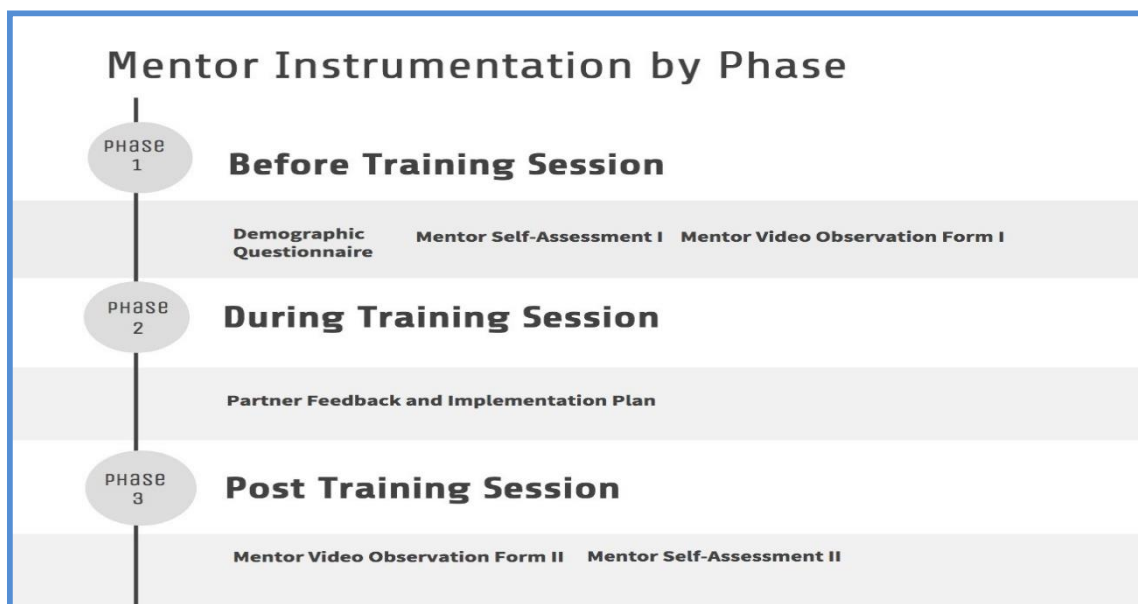 Mentor Instrumentation by Phase
PHASE
1
Before Training Session
Demographic
Questionnaire
Mentor Self-Assessment I
Mentor Video Observation Form I
PHASE
2
During Training Session
Partner Feedback and Implementation Plan
PHASE
3
Post Training Session
Mentor Video Observation Form II
Mentor Self-Assessment II